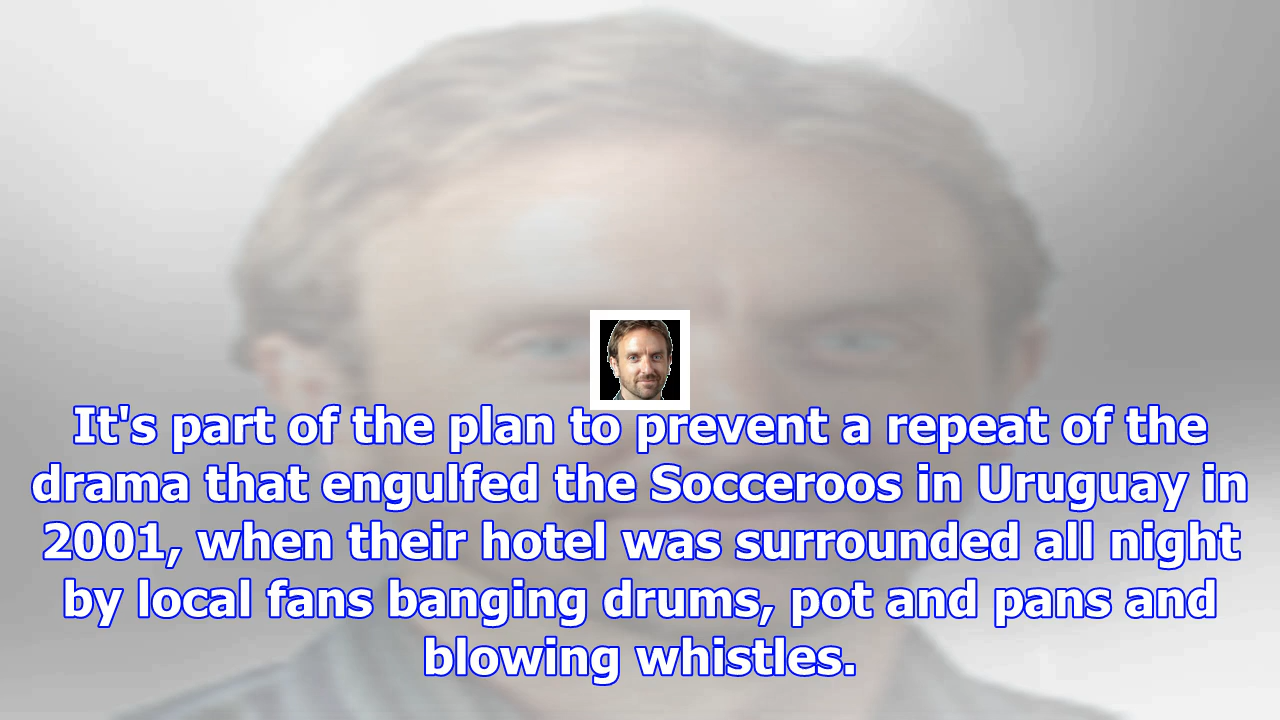 It's part of the plan to prevent a repeat of the
drama that engulfed the Socceroos in Uruguay in
2001, when their hotel was surrounded all night
by local fans banging drums, pot and pans and
blowing whistles.